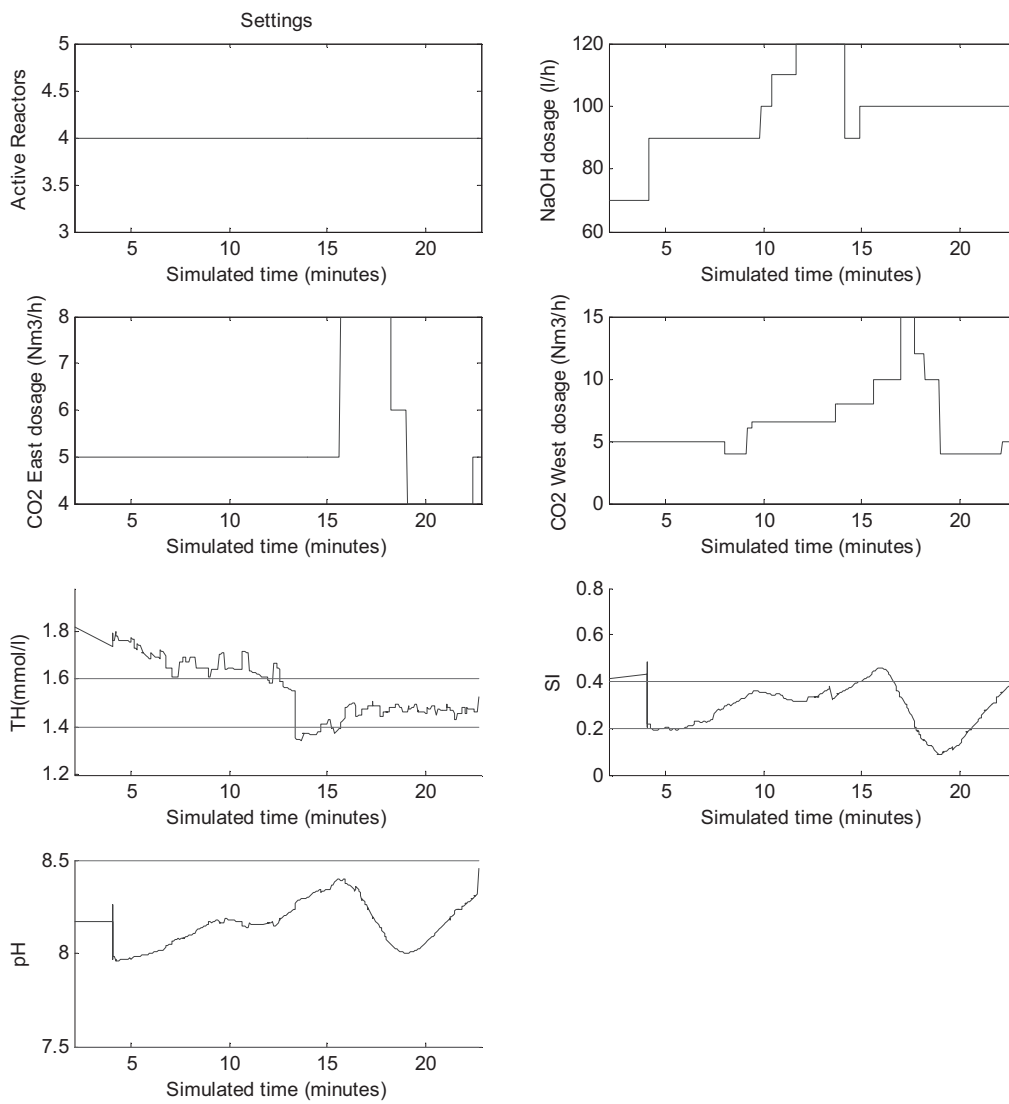 Settings
Active Reactors
5
4.5
4
3.5
3
5 10 15 20
Simulated time (minutes)
NaOH dosage (l/h)
120
100
80
60
5 10 15 20
Simulated time (minutes)
CO2 East dosage (Nm3/h)
8
7
6
5
4
5 10 15 20
Simulated time (minutes)
CO2 West dosage (Nm3/h)
15
10
5
0
5 10 15 20
Simulated time (minutes)
TH(mmol/l)
1.8
1.6
1.4
1.2
5 10 15 20
Simulated time (minutes)
SI
0.8
0.6
0.4
0.2
0
5 10 15 20
Simulated time (minutes)
pH
8.5
8
7.5
5 10 15 20
Simulated time (minutes)